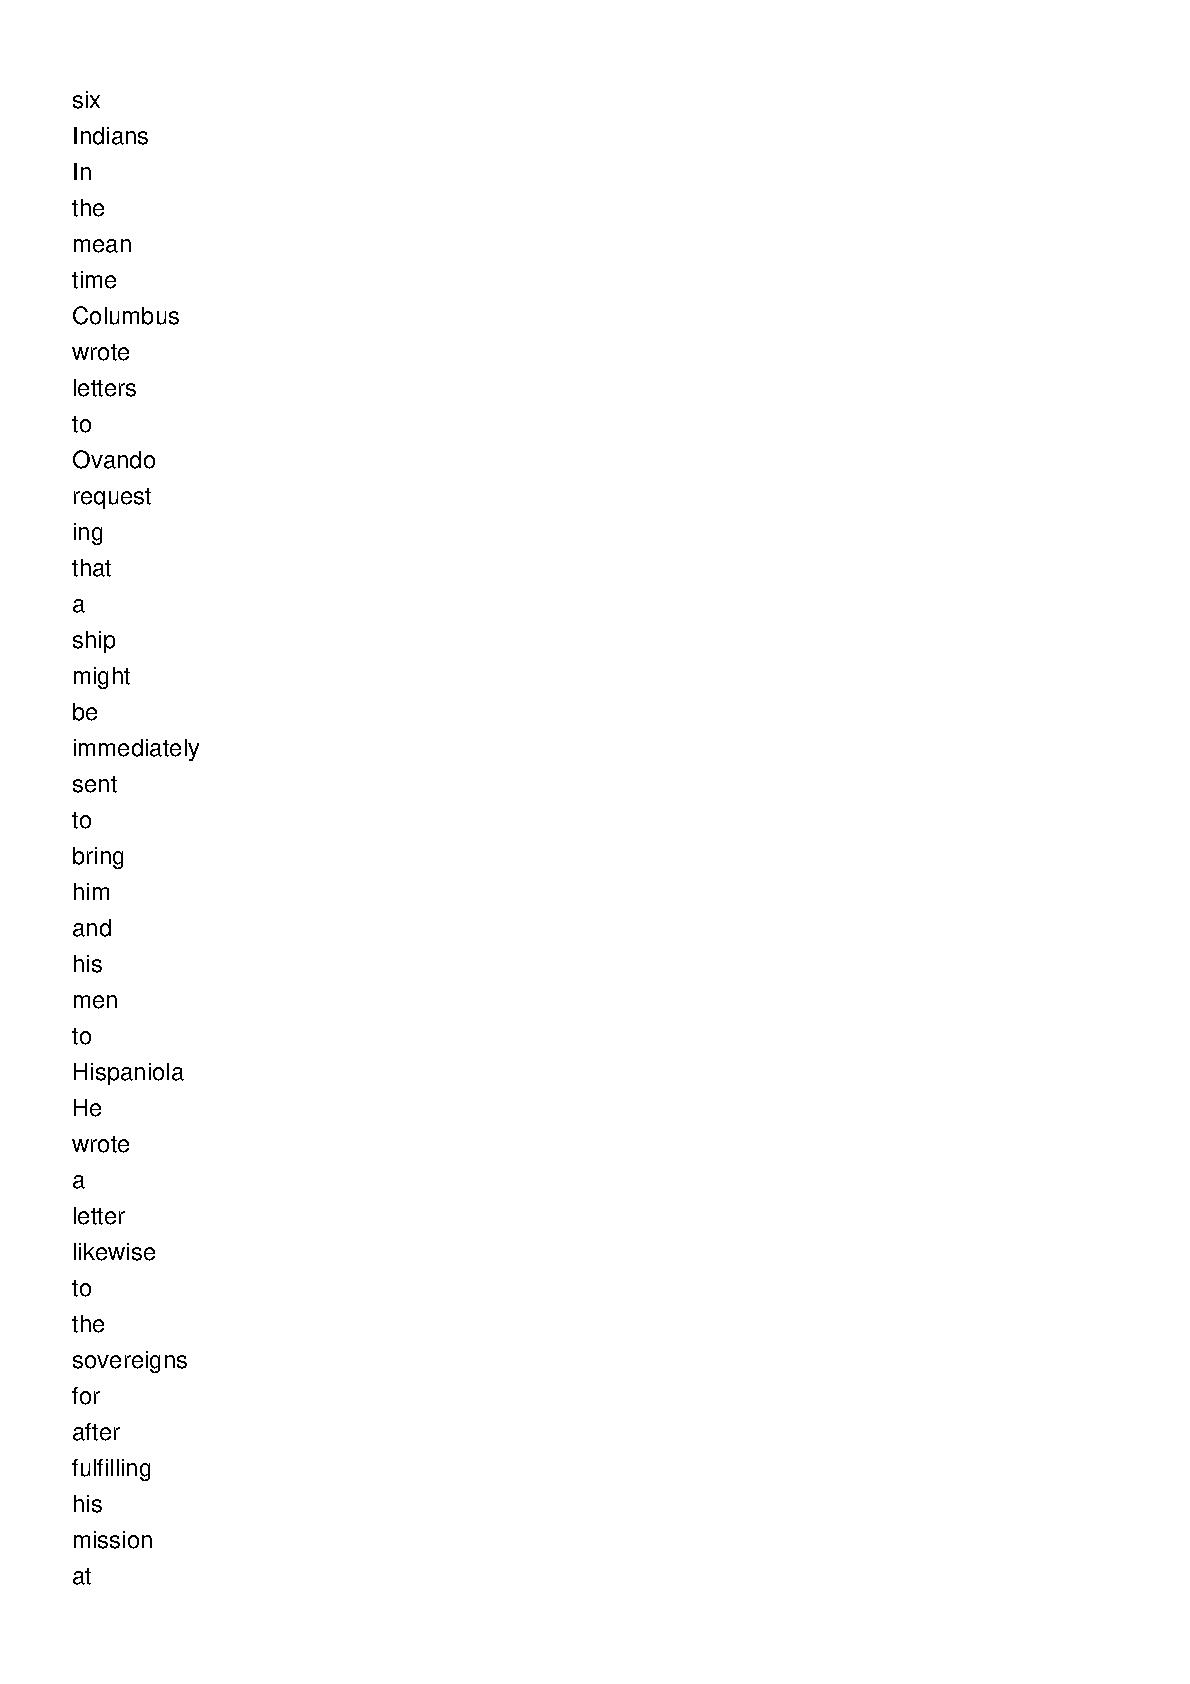 six
Indians
In
the
mean
time
Columbus
wrote
letters
to
Ovando
request
ing
that
a
ship
might
be
immediately
sent
to
bring
him
and
his
men
to
Hispaniola
He
wrote
a
letter
likewise
to
the
sovereigns
for
after
fulfilling
his
mission
at